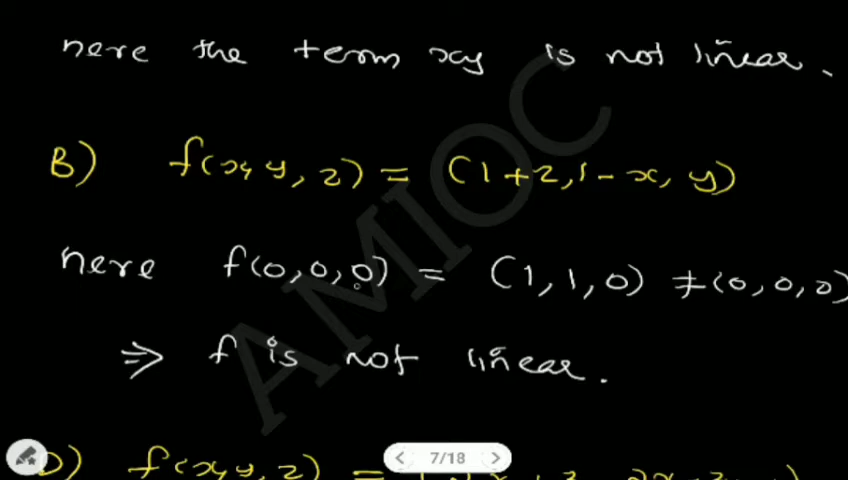 here the term xy is not linear.
B) f(x, y, z) = (1+z, 1-x, y)
here f(0,0,0) = (1,1,0) ≠ (0,0,0)
⇒ f is not linear.
D) f(x, y, z) =
7/18
AMIOC